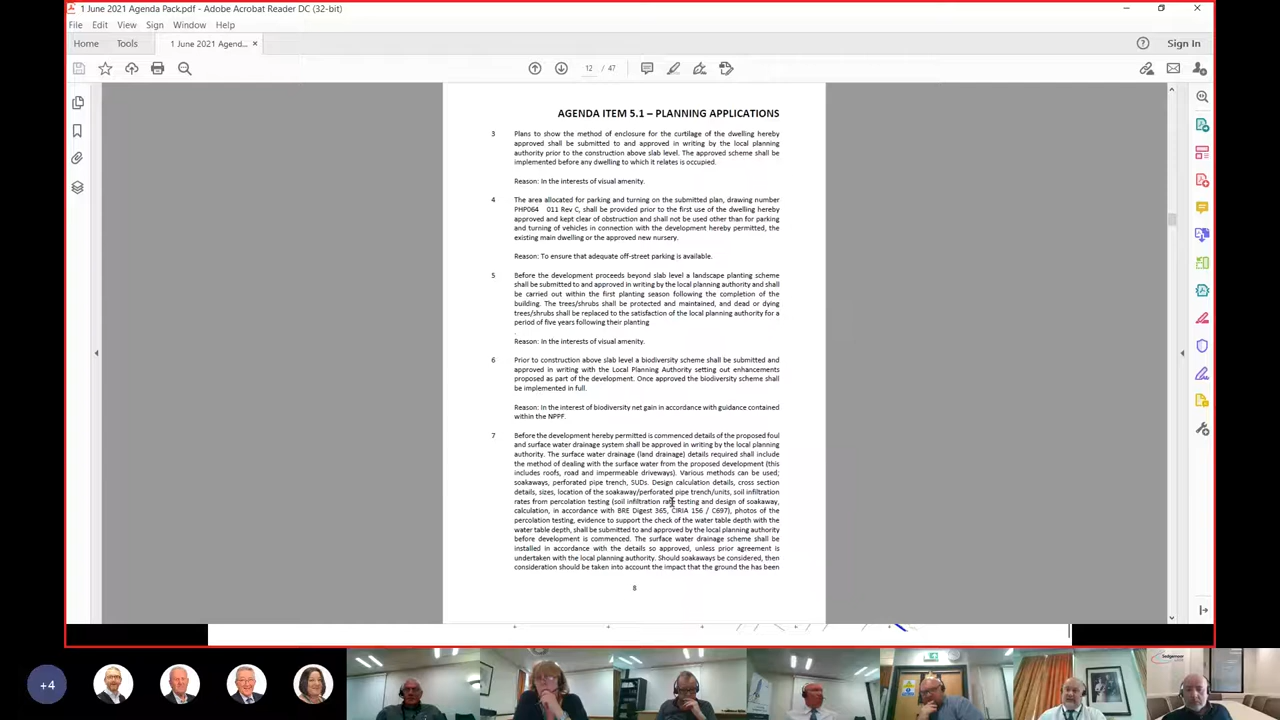 1 June 2021 Agenda Pack.pdf - Adobe Acrobat Reader DC (32-bit)
File Edit View Sign Window Help
Home Tools 1 June 2021 Agend... ×
Sign In
12 / 47
AGENDA ITEM 5.1 – PLANNING APPLICATIONS
3 Plans to show the method of enclosure for the curtilage of the dwelling hereby
approved shall be submitted to and approved in writing by the local planning
authority prior to the construction above slab level. The approved scheme shall be
implemented before any dwelling to which it relates is occupied.
Reason: In the interests of visual amenity.
4 The area allocated for parking and turning on the submitted plan, drawing number
PHP064 011 Rev C, shall be provided prior to the first use of the dwelling hereby
approved and kept clear of obstruction and shall not be used other than for parking
and turning of vehicles in connection with the development hereby permitted, the
existing main dwelling or the approved new nursery.
Reason: To ensure that adequate off-street parking is available.
5 Before the development proceeds beyond slab level a landscape planting scheme
shall be submitted to and approved in writing by the local planning authority and shall
be carried out within the first planting season following the completion of the
building. The trees/shrubs shall be protected and maintained, and dead or dying
trees/shrubs shall be replaced to the satisfaction of the local planning authority for a
period of five years following their planting
.
Reason: In the interests of visual amenity.
6 Prior to construction above slab level a biodiversity scheme shall be submitted and
approved in writing with the Local Planning Authority setting out enhancements
proposed as part of the development. Once approved the biodiversity scheme shall
be implemented in full.
Reason: In the interest of biodiversity net gain in accordance with guidance contained
within the NPPF.
7 Before the development hereby permitted is commenced details of the proposed foul
and surface water drainage system shall be approved in writing by the local planning
authority. The surface water drainage (land drainage) details required shall include
the method of dealing with the surface water from the proposed development (this
includes roofs, road and impermeable driveways). Various methods can be used;
soakaways, perforated pipe trench, SUDs. Design calculation details, cross section
details, sizes, location of the soakaway/perforated pipe trench/units, soil infiltration
rates from percolation testing (soil infiltration rate testing and design of soakaway,
calculation, in accordance with BRE Digest 365, CIRIA 156 / C697), photos of the
percolation testing, evidence to support the check of the water table depth with the
water table depth, shall be submitted to and approved by the local planning authority
before development is commenced. The surface water drainage scheme shall be
installed in accordance with the details so approved, unless prior agreement is
undertaken with the local planning authority. Should soakaways be considered, then
consideration should be taken into account the impact that the ground the has been
8
+4
Sedgemoor